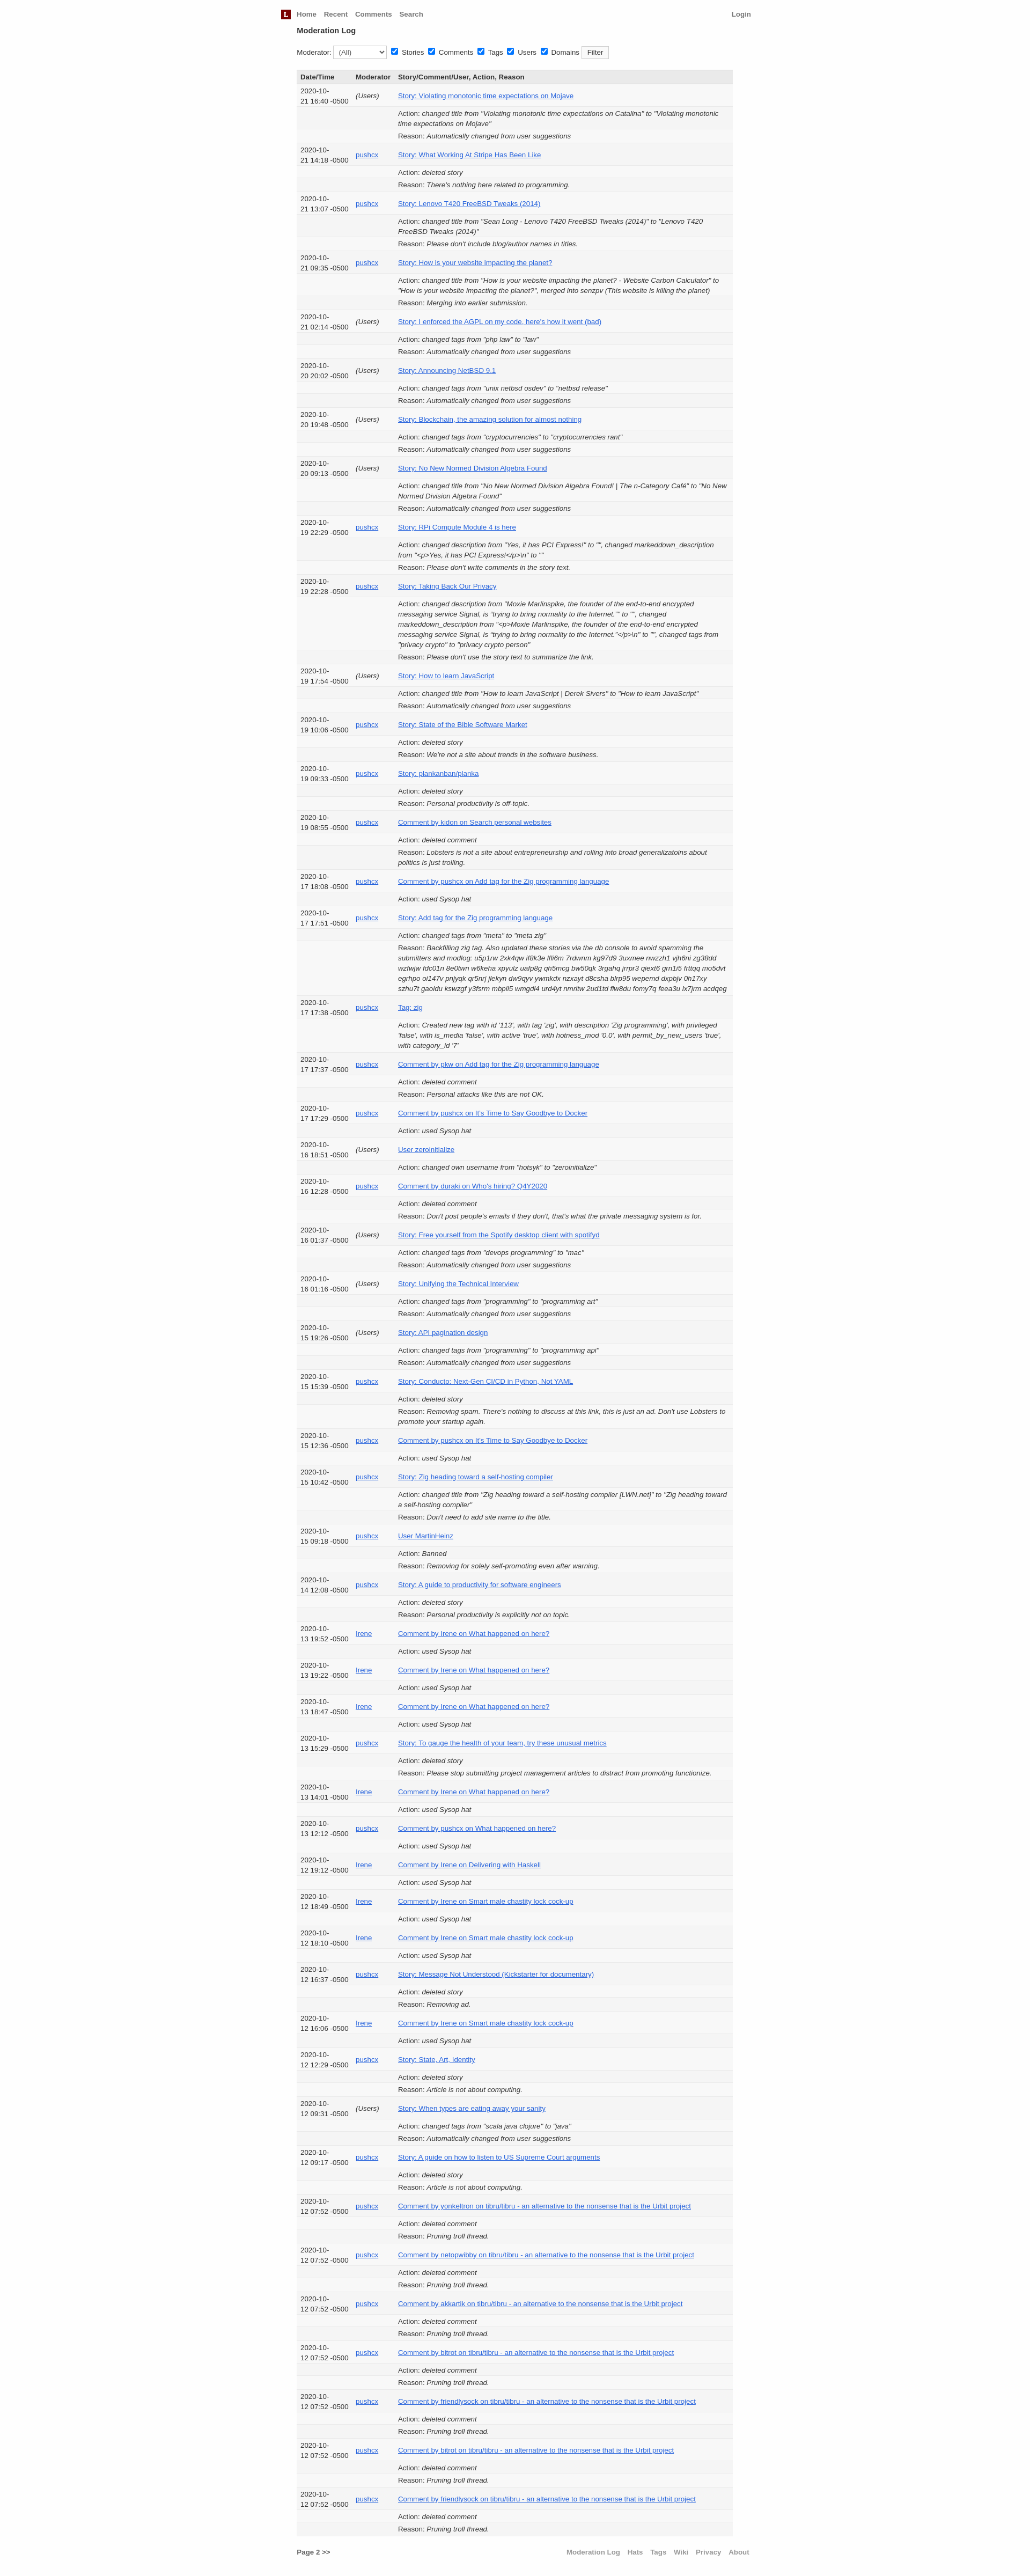 L Home Recent Comments Search Login
Moderation Log
Moderator: (All) Stories Comments Tags Users Domains Filter
Date/Time Moderator Story/Comment/User, Action, Reason
2020-10-
21 16:40 -0500 (Users) Story: Violating monotonic time expectations on Mojave
Action: changed title from "Violating monotonic time expectations on Catalina" to "Violating monotonic
time expectations on Mojave"
Reason: Automatically changed from user suggestions
2020-10-
21 14:18 -0500 pushcx Story: What Working At Stripe Has Been Like
Action: deleted story
Reason: There's nothing here related to programming.
2020-10-
21 13:07 -0500 pushcx Story: Lenovo T420 FreeBSD Tweaks (2014)
Action: changed title from "Sean Long - Lenovo T420 FreeBSD Tweaks (2014)" to "Lenovo T420
FreeBSD Tweaks (2014)"
Reason: Please don't include blog/author names in titles.
2020-10-
21 09:35 -0500 pushcx Story: How is your website impacting the planet?
Action: changed title from "How is your website impacting the planet? - Website Carbon Calculator" to
"How is your website impacting the planet?", merged into senzpv (This website is killing the planet)
Reason: Merging into earlier submission.
2020-10-
21 02:14 -0500 (Users) Story: I enforced the AGPL on my code, here's how it went (bad)
Action: changed tags from "php law" to "law"
Reason: Automatically changed from user suggestions
2020-10-
20 20:02 -0500 (Users) Story: Announcing NetBSD 9.1
Action: changed tags from "unix netbsd osdev" to "netbsd release"
Reason: Automatically changed from user suggestions
2020-10-
20 19:48 -0500 (Users) Story: Blockchain, the amazing solution for almost nothing
Action: changed tags from "cryptocurrencies" to "cryptocurrencies rant"
Reason: Automatically changed from user suggestions
2020-10-
20 09:13 -0500 (Users) Story: No New Normed Division Algebra Found
Action: changed title from "No New Normed Division Algebra Found! | The n-Category Café" to "No New
Normed Division Algebra Found"
Reason: Automatically changed from user suggestions
2020-10-
19 22:29 -0500 pushcx Story: RPi Compute Module 4 is here
Action: changed description from "Yes, it has PCI Express!" to "", changed markeddown_description
from "<p>Yes, it has PCI Express!</p>\n" to ""
Reason: Please don't write comments in the story text.
2020-10-
19 22:28 -0500 pushcx Story: Taking Back Our Privacy
Action: changed description from "Moxie Marlinspike, the founder of the end-to-end encrypted
messaging service Signal, is “trying to bring normality to the Internet.”" to "", changed
markeddown_description from "<p>Moxie Marlinspike, the founder of the end-to-end encrypted
messaging service Signal, is “trying to bring normality to the Internet.”</p>\n" to "", changed tags from
"privacy crypto" to "privacy crypto person"
Reason: Please don't use the story text to summarize the link.
2020-10-
19 17:54 -0500 (Users) Story: How to learn JavaScript
Action: changed title from "How to learn JavaScript | Derek Sivers" to "How to learn JavaScript"
Reason: Automatically changed from user suggestions
2020-10-
19 10:06 -0500 pushcx Story: State of the Bible Software Market
Action: deleted story
Reason: We're not a site about trends in the software business.
2020-10-
19 09:33 -0500 pushcx Story: plankanban/planka
Action: deleted story
Reason: Personal productivity is off-topic.
2020-10-
19 08:55 -0500 pushcx Comment by kidon on Search personal websites
Action: deleted comment
Reason: Lobsters is not a site about entrepreneurship and rolling into broad generalizatoins about
politics is just trolling.
2020-10-
17 18:08 -0500 pushcx Comment by pushcx on Add tag for the Zig programming language
Action: used Sysop hat
2020-10-
17 17:51 -0500 pushcx Story: Add tag for the Zig programming language
Action: changed tags from "meta" to "meta zig"
Reason: Backfilling zig tag. Also updated these stories via the db console to avoid spamming the
submitters and modlog: u5p1rw 2xk4qw if8k3e lfli6m 7rdwnm kg97d9 3uxmee nwzzh1 vjh6ni zg38dd
wzfwjw fdc01n 8e0twn w6keha xpyulz uafp8g qh5mcg bw50qk 3rgahq jrrpr3 qiext6 grn1i5 frttqq mo5dvt
egrhpo oi147v pnjyqk qr5nrj jlekyn dw9qyv ywmkdx nzxayt d8csha blrp95 wepxmd dxpbjv 0h17xy
szhu7t gaoldu kswzgf y3fsrm mbpil5 wmgdl4 urd4yt nmrltw 2ud1td fiw8du fomy7q feea3u lx7jrm acdqeg
2020-10-
17 17:38 -0500 pushcx Tag: zig
Action: Created new tag with id '113', with tag 'zig', with description 'Zig programming', with privileged
'false', with is_media 'false', with active 'true', with hotness_mod '0.0', with permit_by_new_users 'true',
with category_id '7'
2020-10-
17 17:37 -0500 pushcx Comment by pkw on Add tag for the Zig programming language
Action: deleted comment
Reason: Personal attacks like this are not OK.
2020-10-
17 17:29 -0500 pushcx Comment by pushcx on It's Time to Say Goodbye to Docker
Action: used Sysop hat
2020-10-
16 18:51 -0500 (Users) User zeroinitialize
Action: changed own username from "hotsyk" to "zeroinitialize"
2020-10-
16 12:28 -0500 pushcx Comment by duraki on Who's hiring? Q4Y2020
Action: deleted comment
Reason: Don't post people's emails if they don't, that's what the private messaging system is for.
2020-10-
16 01:37 -0500 (Users) Story: Free yourself from the Spotify desktop client with spotifyd
Action: changed tags from "devops programming" to "mac"
Reason: Automatically changed from user suggestions
2020-10-
16 01:16 -0500 (Users) Story: Unifying the Technical Interview
Action: changed tags from "programming" to "programming art"
Reason: Automatically changed from user suggestions
2020-10-
15 19:26 -0500 (Users) Story: API pagination design
Action: changed tags from "programming" to "programming api"
Reason: Automatically changed from user suggestions
2020-10-
15 15:39 -0500 pushcx Story: Conducto: Next-Gen CI/CD in Python, Not YAML
Action: deleted story
Reason: Removing spam. There's nothing to discuss at this link, this is just an ad. Don't use Lobsters to
promote your startup again.
2020-10-
15 12:36 -0500 pushcx Comment by pushcx on It's Time to Say Goodbye to Docker
Action: used Sysop hat
2020-10-
15 10:42 -0500 pushcx Story: Zig heading toward a self-hosting compiler
Action: changed title from "Zig heading toward a self-hosting compiler [LWN.net]" to "Zig heading toward
a self-hosting compiler"
Reason: Don't need to add site name to the title.
2020-10-
15 09:18 -0500 pushcx User MartinHeinz
Action: Banned
Reason: Removing for solely self-promoting even after warning.
2020-10-
14 12:08 -0500 pushcx Story: A guide to productivity for software engineers
Action: deleted story
Reason: Personal productivity is explicitly not on topic.
2020-10-
13 19:52 -0500 Irene Comment by Irene on What happened on here?
Action: used Sysop hat
2020-10-
13 19:22 -0500 Irene Comment by Irene on What happened on here?
Action: used Sysop hat
2020-10-
13 18:47 -0500 Irene Comment by Irene on What happened on here?
Action: used Sysop hat
2020-10-
13 15:29 -0500 pushcx Story: To gauge the health of your team, try these unusual metrics
Action: deleted story
Reason: Please stop submitting project management articles to distract from promoting functionize.
2020-10-
13 14:01 -0500 Irene Comment by Irene on What happened on here?
Action: used Sysop hat
2020-10-
13 12:12 -0500 pushcx Comment by pushcx on What happened on here?
Action: used Sysop hat
2020-10-
12 19:12 -0500 Irene Comment by Irene on Delivering with Haskell
Action: used Sysop hat
2020-10-
12 18:49 -0500 Irene Comment by Irene on Smart male chastity lock cock-up
Action: used Sysop hat
2020-10-
12 18:10 -0500 Irene Comment by Irene on Smart male chastity lock cock-up
Action: used Sysop hat
2020-10-
12 16:37 -0500 pushcx Story: Message Not Understood (Kickstarter for documentary)
Action: deleted story
Reason: Removing ad.
2020-10-
12 16:06 -0500 Irene Comment by Irene on Smart male chastity lock cock-up
Action: used Sysop hat
2020-10-
12 12:29 -0500 pushcx Story: State, Art, Identity
Action: deleted story
Reason: Article is not about computing.
2020-10-
12 09:31 -0500 (Users) Story: When types are eating away your sanity
Action: changed tags from "scala java clojure" to "java"
Reason: Automatically changed from user suggestions
2020-10-
12 09:17 -0500 pushcx Story: A guide on how to listen to US Supreme Court arguments
Action: deleted story
Reason: Article is not about computing.
2020-10-
12 07:52 -0500 pushcx Comment by yonkeltron on tibru/tibru - an alternative to the nonsense that is the Urbit project
Action: deleted comment
Reason: Pruning troll thread.
2020-10-
12 07:52 -0500 pushcx Comment by netopwibby on tibru/tibru - an alternative to the nonsense that is the Urbit project
Action: deleted comment
Reason: Pruning troll thread.
2020-10-
12 07:52 -0500 pushcx Comment by akkartik on tibru/tibru - an alternative to the nonsense that is the Urbit project
Action: deleted comment
Reason: Pruning troll thread.
2020-10-
12 07:52 -0500 pushcx Comment by bitrot on tibru/tibru - an alternative to the nonsense that is the Urbit project
Action: deleted comment
Reason: Pruning troll thread.
2020-10-
12 07:52 -0500 pushcx Comment by friendlysock on tibru/tibru - an alternative to the nonsense that is the Urbit project
Action: deleted comment
Reason: Pruning troll thread.
2020-10-
12 07:52 -0500 pushcx Comment by bitrot on tibru/tibru - an alternative to the nonsense that is the Urbit project
Action: deleted comment
Reason: Pruning troll thread.
2020-10-
12 07:52 -0500 pushcx Comment by friendlysock on tibru/tibru - an alternative to the nonsense that is the Urbit project
Action: deleted comment
Reason: Pruning troll thread.
Page 2 >> Moderation Log Hats Tags Wiki Privacy About